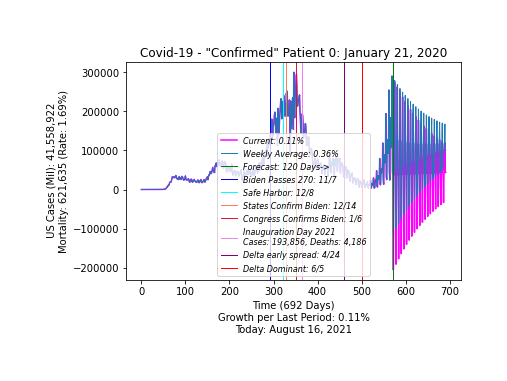 Covid-19 - "Confirmed" Patient 0: January 21, 2020
US Cases (Mil): 41,558,922
Mortality: 621,635 (Rate: 1.69%)
300000
200000
100000
0
−100000
−200000
Current: 0.11%
Weekly Average: 0.36%
Forecast: 120 Days->
Biden Passes 270: 11/7
Safe Harbor: 12/8
States Confirm Biden: 12/14
Congress Confirms Biden: 1/6
Inauguration Day 2021
Cases: 193,856, Deaths: 4,186
Delta early spread: 4/24
Delta Dominant: 6/5
0 100 200 300 400 500 600 700
Time (692 Days)
Growth per Last Period: 0.11%
Today: August 16, 2021